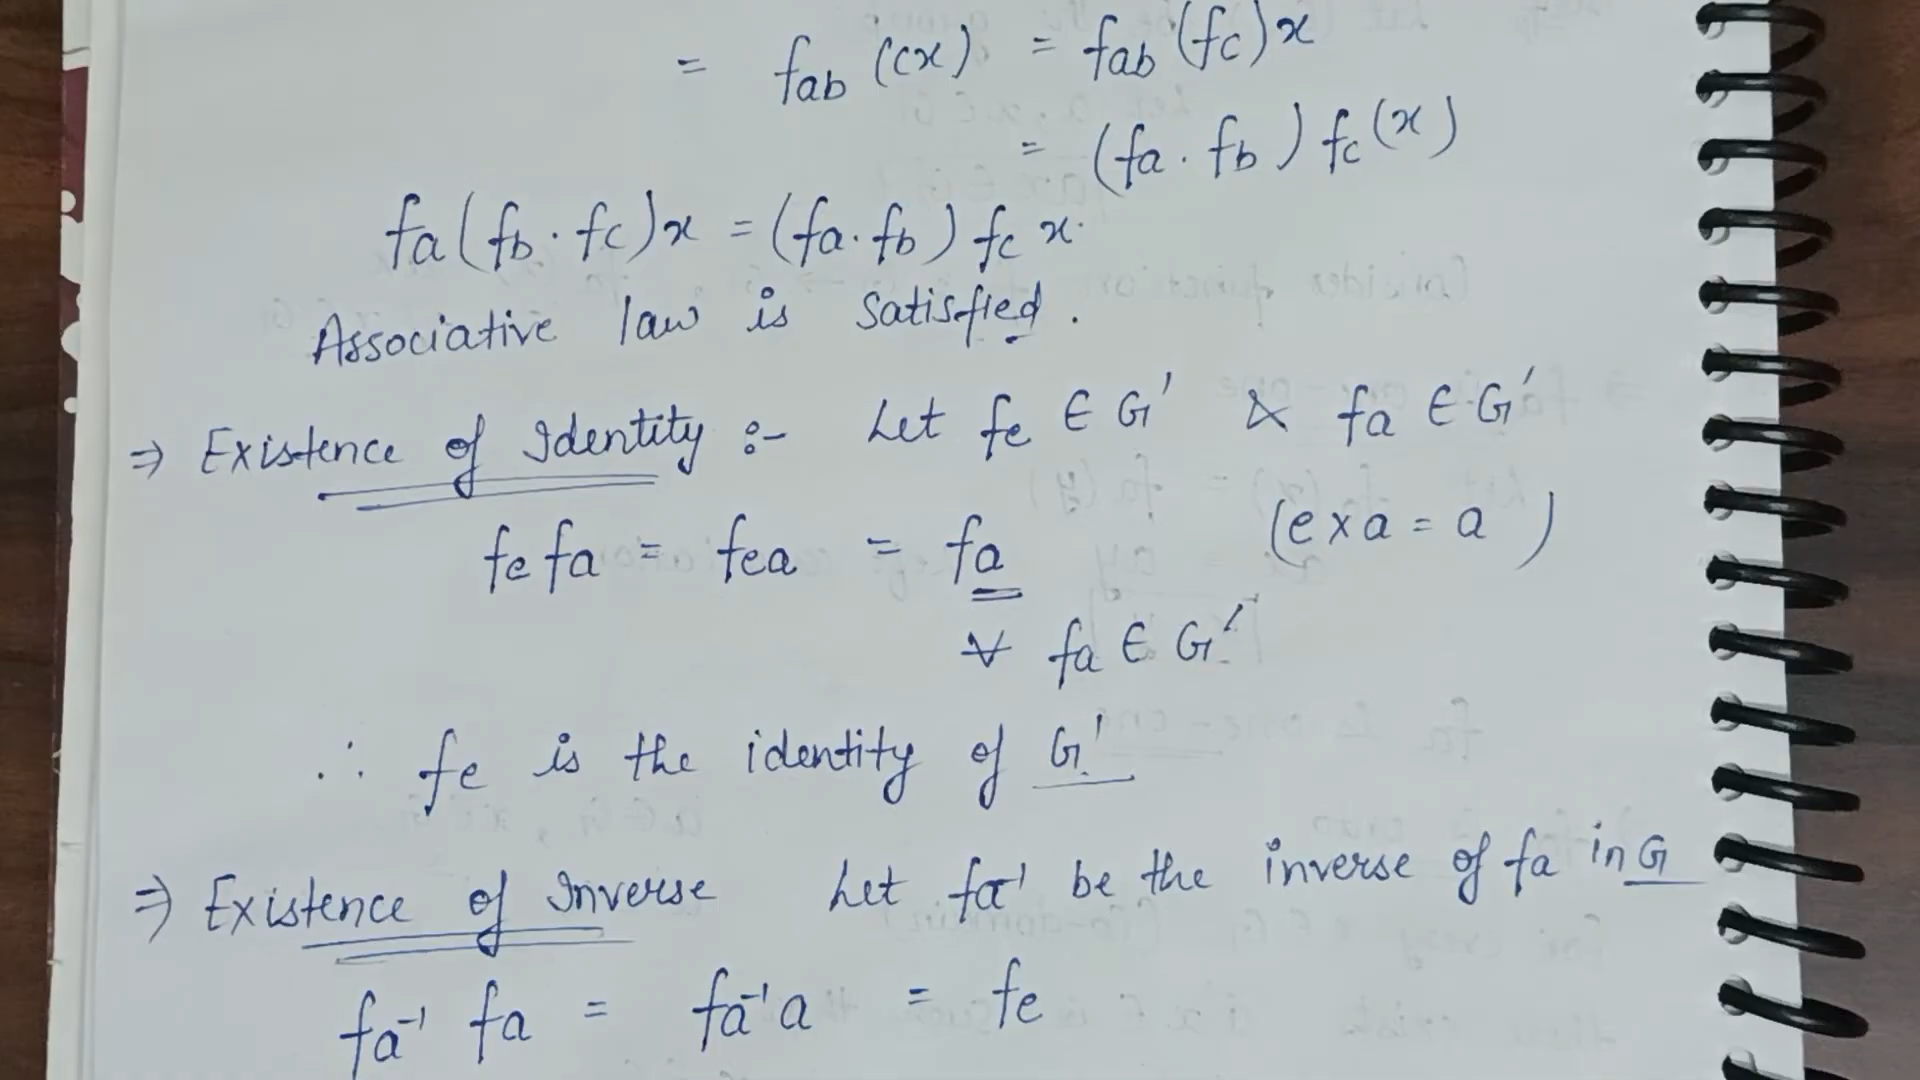 = fab (cx) = fab (fc)x
= (fa . fb) fc(x)
fa(fb . fc)x = (fa. fb) fc x.
Associative law is satisfied.
⇒ Existence of Identity :- Let fe ∈ G' & fa ∈ G'
fe fa = fea = fa (e x a = a)
∀ fa ∈ G'
∴ fe is the identity of G'
⇒ Existence of Inverse Let fa⁻¹ be the inverse of fa in G
fa⁻¹ fa = fa⁻¹a = fe